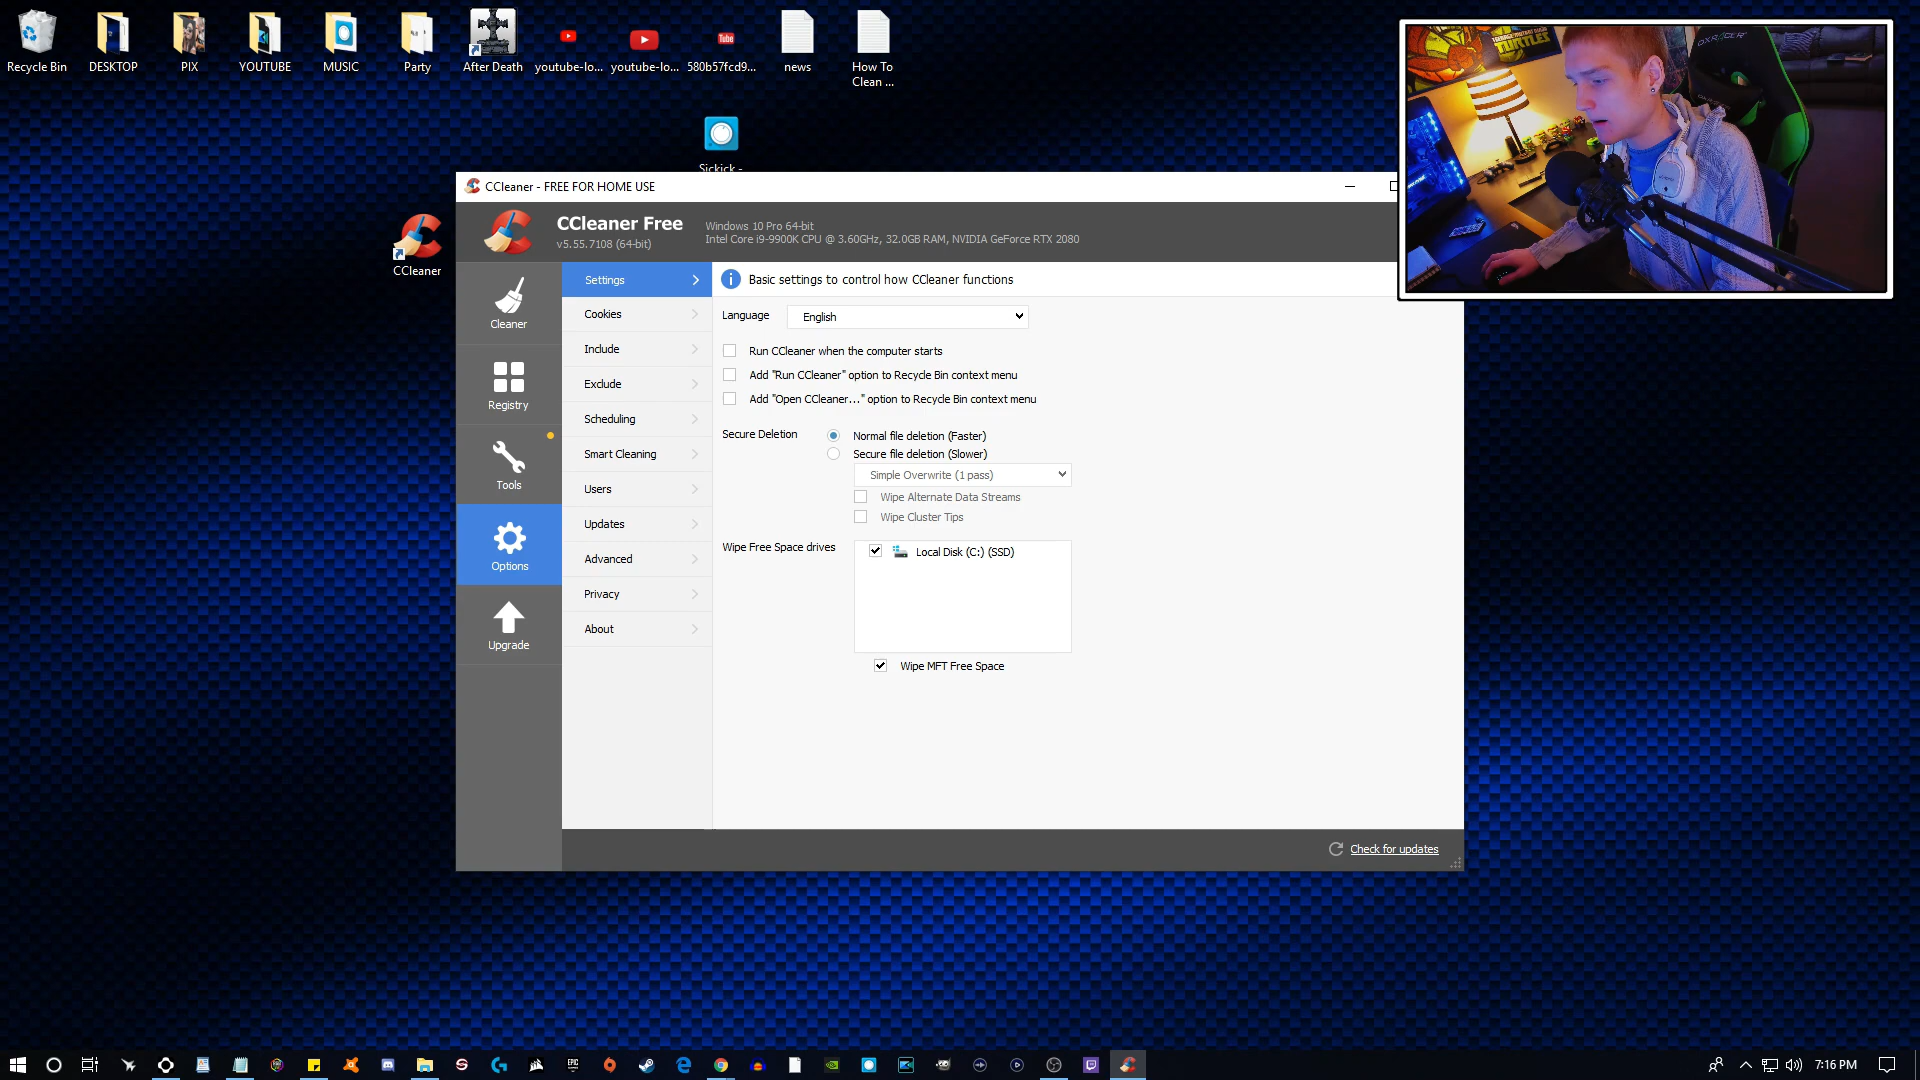 Recycle Bin
DESKTOP
PIX
YOUTUBE
MUSIC
Party
After Death
youtube-lo...
youtube-lo...
580b57fcd9...
news
How To
Clean ...
You
Tube
TEENAGE MUTANT NINJA
TURTLES
Sickick -
CCleaner
CCleaner - FREE FOR HOME USE
CCleaner Free
v5.55.7108 (64-bit)
Windows 10 Pro 64-bit
Intel Core i9-9900K CPU @ 3.60GHz, 32.0GB RAM, NVIDIA GeForce RTX 2080
Cleaner
Registry
Tools
Options
Upgrade
Settings
Cookies
Include
Exclude
Scheduling
Smart Cleaning
Users
Updates
Advanced
Privacy
About
Basic settings to control how CCleaner functions
Language
English
Run CCleaner when the computer starts
Add "Run CCleaner" option to Recycle Bin context menu
Add "Open CCleaner..." option to Recycle Bin context menu
Secure Deletion
Normal file deletion (Faster)
Secure file deletion (Slower)
Simple Overwrite (1 pass)
Wipe Alternate Data Streams
Wipe Cluster Tips
Wipe Free Space drives
Local Disk (C:) (SSD)
Wipe MFT Free Space
Check for updates
EPIC
7:16 PM